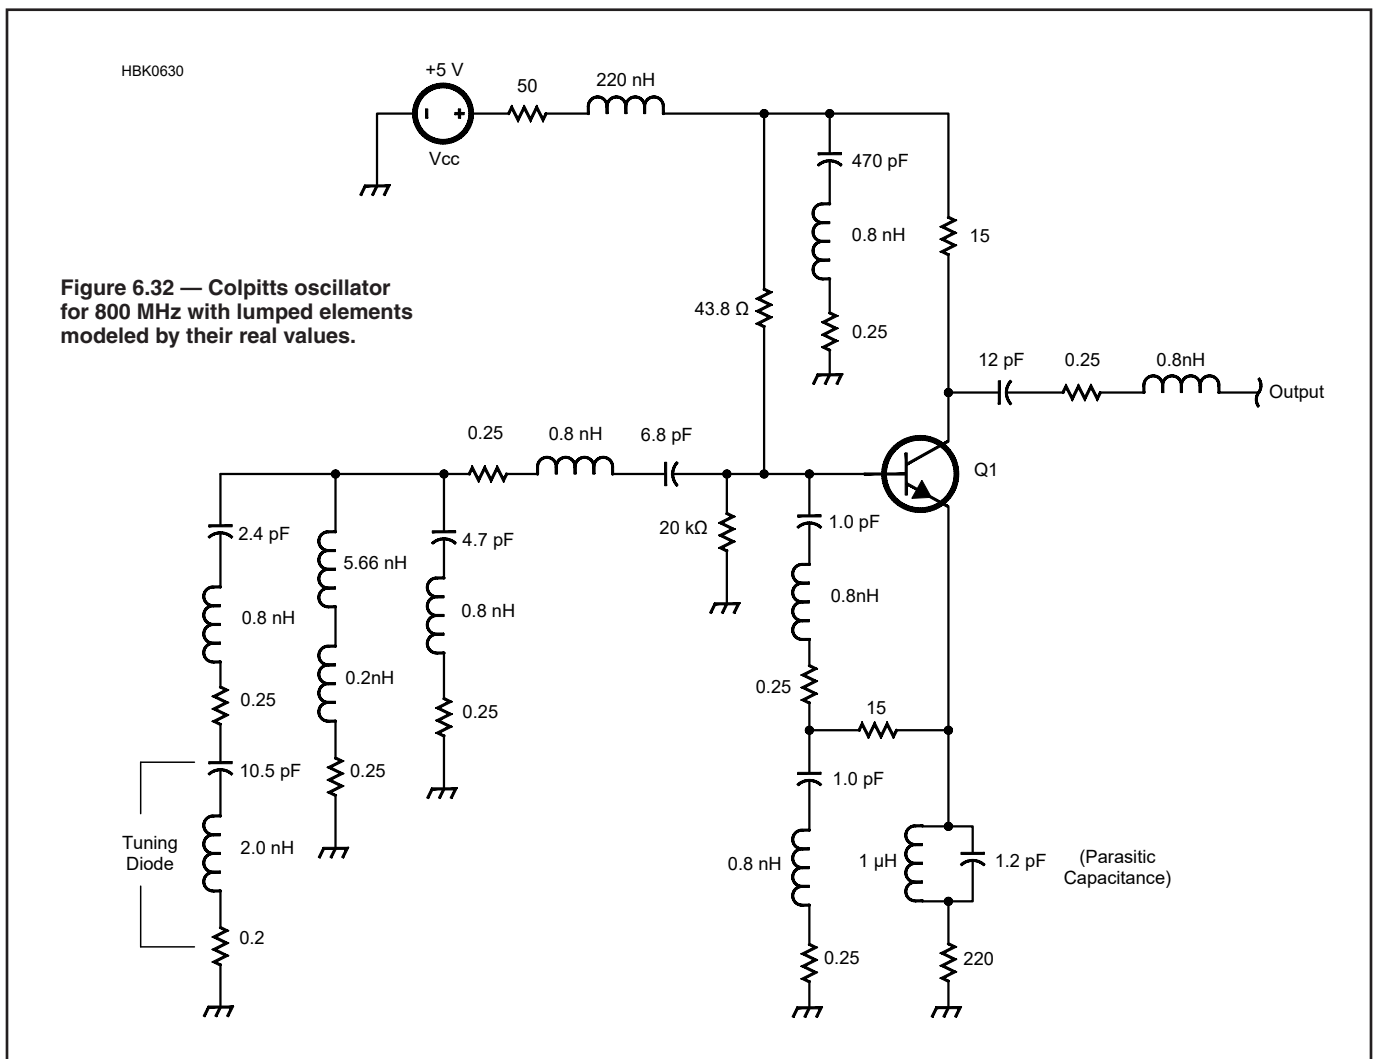 HBK0630
+5 V
50
220 nH
Vcc
470 pF
0.8 nH
15
Figure 6.32 — Colpitts oscillator
for 800 MHz with lumped elements
modeled by their real values.
43.8 Ω
0.25
12 pF
0.25
0.8nH
Output
0.25
0.8 nH
6.8 pF
Q1
2.4 pF
5.66 nH
4.7 pF
20 kΩ
1.0 pF
0.8 nH
0.8 nH
0.8nH
0.2nH
0.25
0.25
0.25
15
10.5 pF
0.25
1.0 pF
Tuning
Diode
2.0 nH
0.8 nH
1 µH
1.2 pF
(Parasitic
Capacitance)
0.2
0.25
220